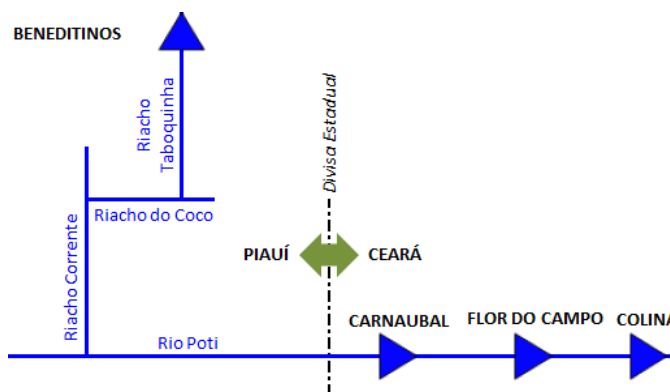 BENEDITINOS
Riacho
Taboquinha
Divisa Estadual
Riacho do Coco
Riacho Corrente
PIAUÍ
CEARÁ
CARNAUBAL
FLOR DO CAMPO
COLINA
Rio Poti